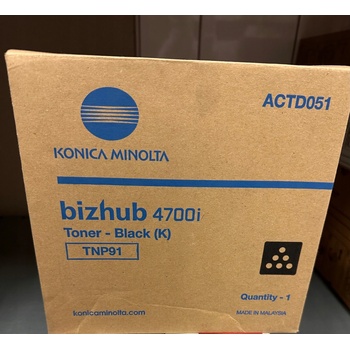 ACTD051
KONICA MINOLTA
bizhub 4700i
Toner - Black (K)
TNP91
Quantity - 1
konicaminolta.com
MADE IN MALAYSIA